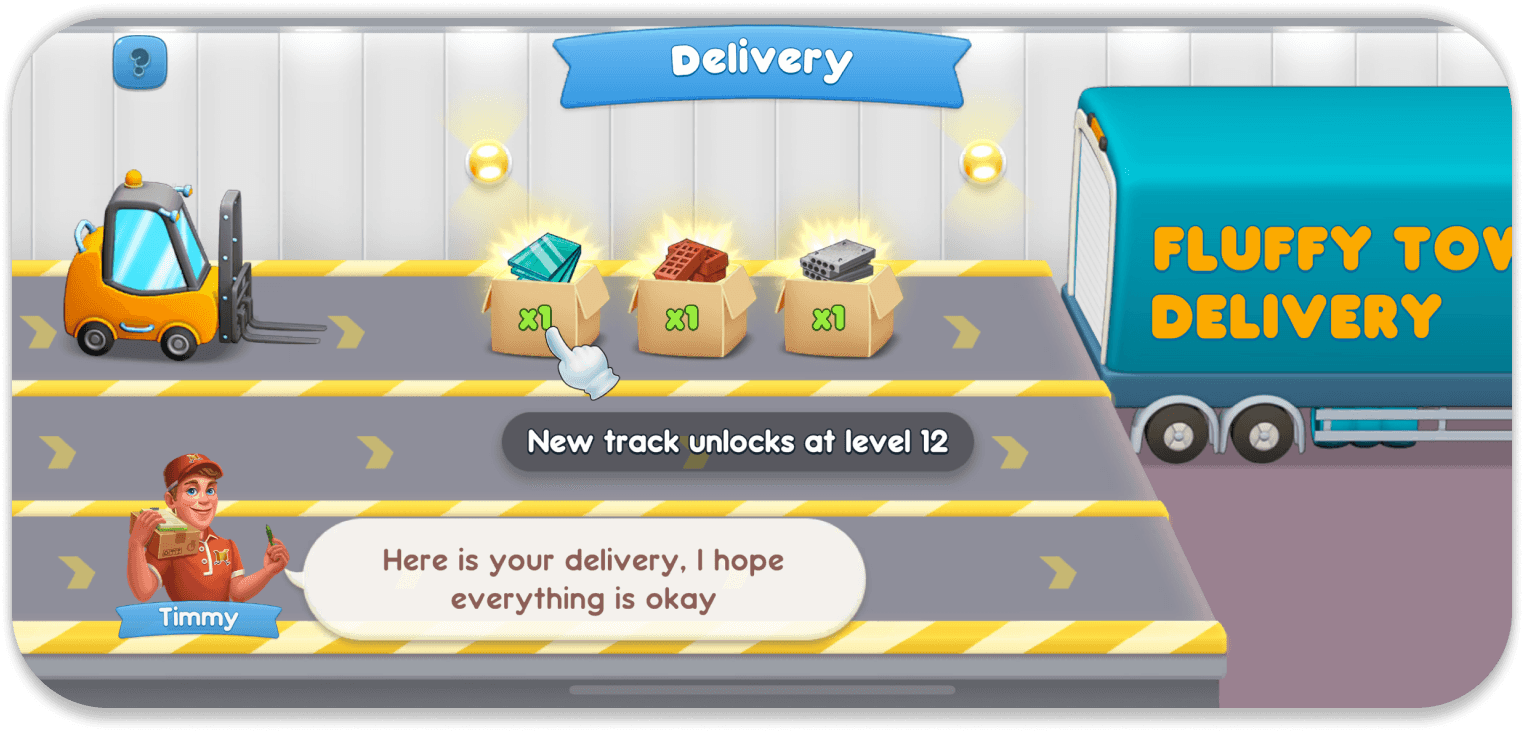 ?
Delivery
FLUFFY TOW
DELIVERY
x1
x1
x1
New track unlocks at level 12
Here is your delivery, I hope
everything is okay
Timmy